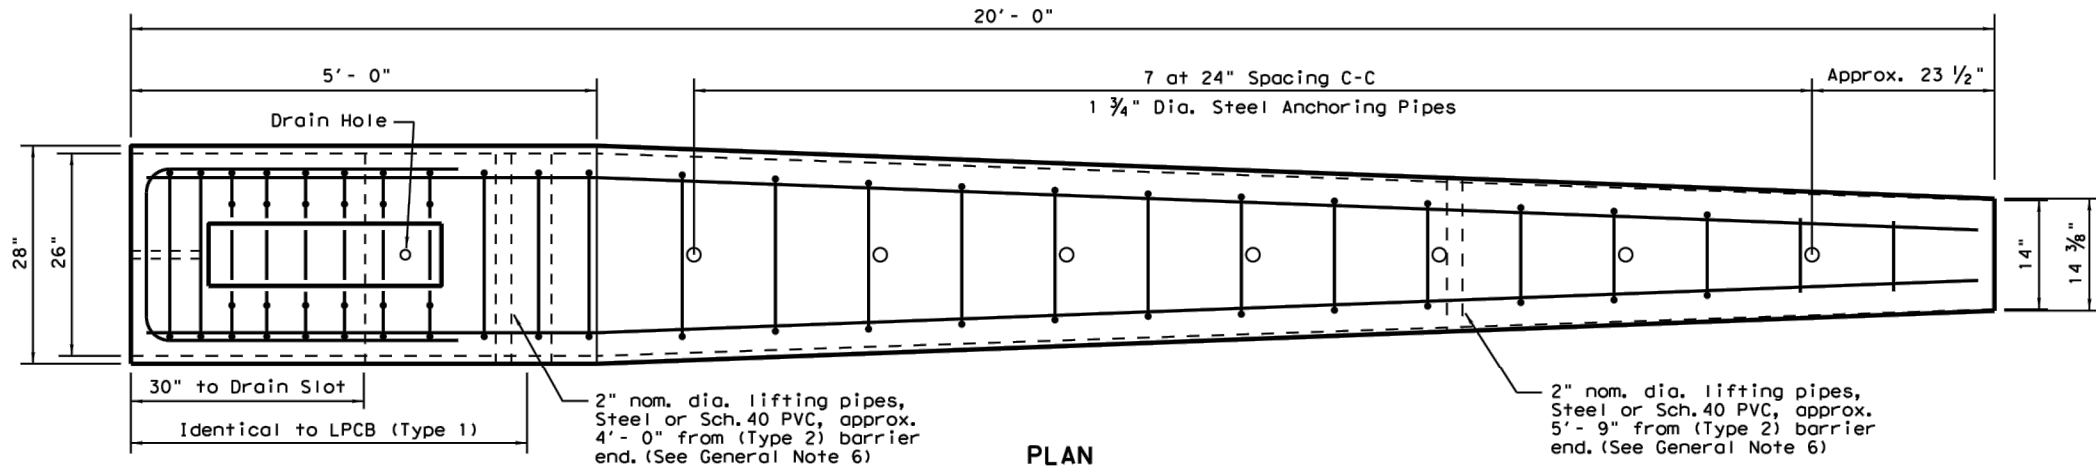 20'- 0"
5'- 0"
7 at 24" Spacing C-C
Approx. 23 ½"
1 ¾" Dia. Steel Anchoring Pipes
Drain Hole
28"
26"
14"
14 ⅜"
30" to Drain Slot
Identical to LPCB (Type 1)
2" nom. dia. lifting pipes,
Steel or Sch. 40 PVC, approx.
4'- 0" from (Type 2) barrier
end. (See General Note 6)
PLAN
2" nom. dia. lifting pipes,
Steel or Sch. 40 PVC, approx.
5'- 9" from (Type 2) barrier
end. (See General Note 6)